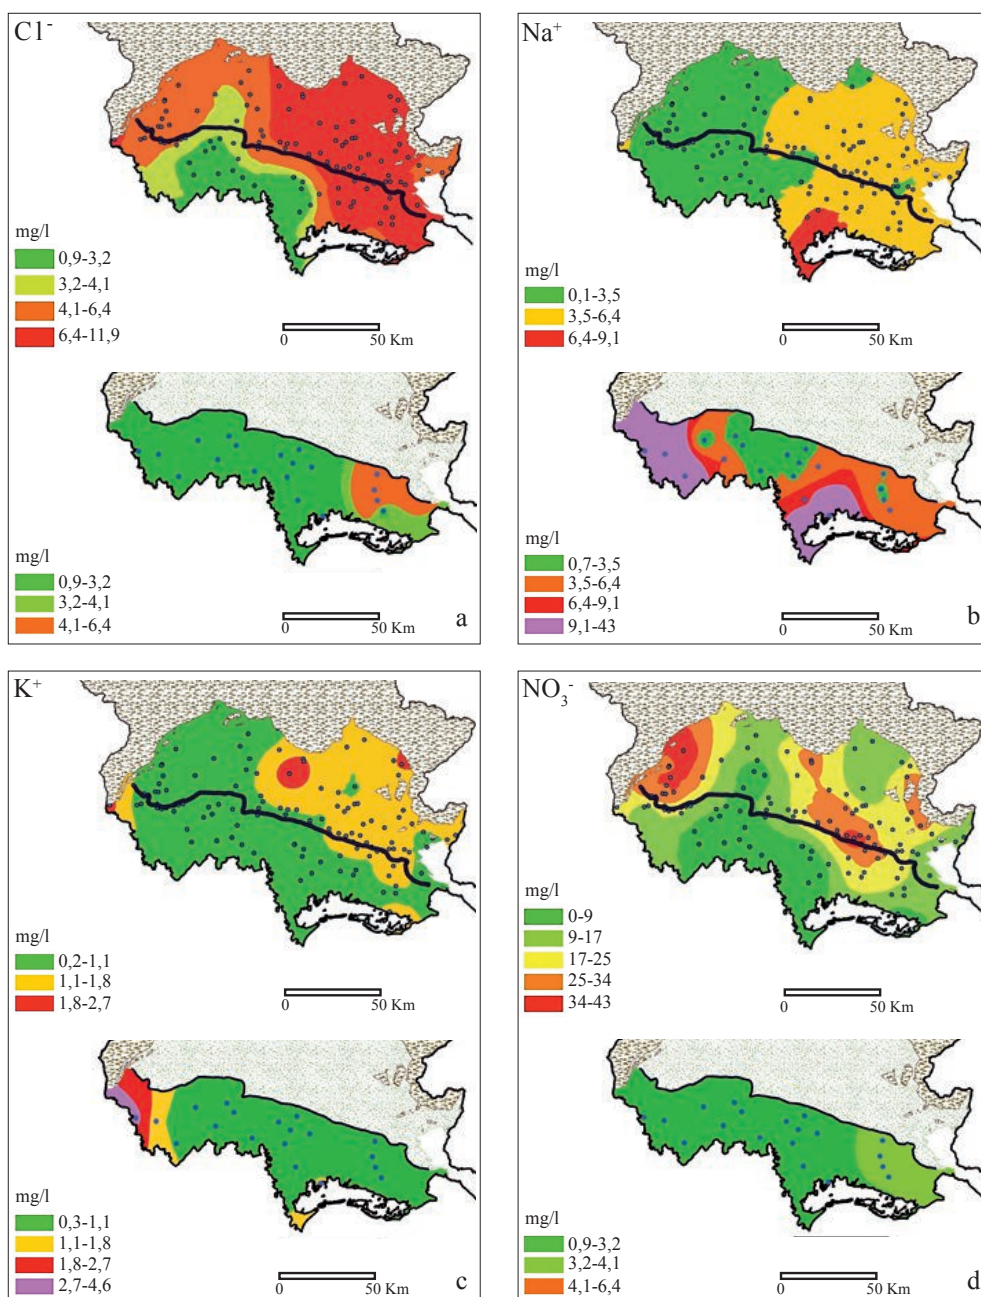 Cl-
mg/l
0,9-3,2
3,2-4,1
4,1-6,4
6,4-11,9
0 50 Km
mg/l
0,9-3,2
3,2-4,1
4,1-6,4
0 50 Km
a
Na+
mg/l
0,1-3,5
3,5-6,4
6,4-9,1
0 50 Km
mg/l
0,7-3,5
3,5-6,4
6,4-9,1
9,1-43
0 50 Km
b
K+
mg/l
0,2-1,1
1,1-1,8
1,8-2,7
0 50 Km
mg/l
0,3-1,1
1,1-1,8
1,8-2,7
2,7-4,6
0 50 Km
c
NO3-
mg/l
0-9
9-17
17-25
25-34
34-43
0 50 Km
mg/l
0,9-3,2
3,2-4,1
4,1-6,4
0 50 Km
d